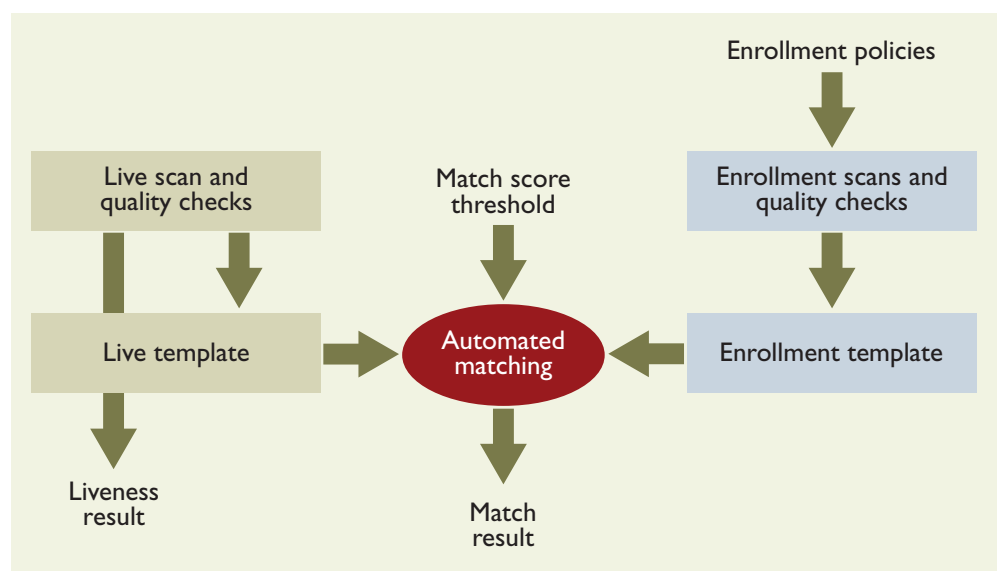 Enrollment policies
Live scan and
quality checks
Match score
threshold
Enrollment scans and
quality checks
Live template
Automated
matching
Enrollment template
Liveness
result
Match
result